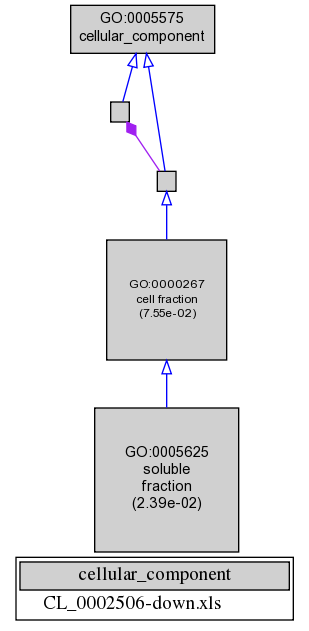 GO:0005575
cellular_component
GO:0000267
cell fraction
(7.55e-02)
GO:0005625
soluble
fraction
(2.39e-02)
cellular_component
CL_0002506-down.xls